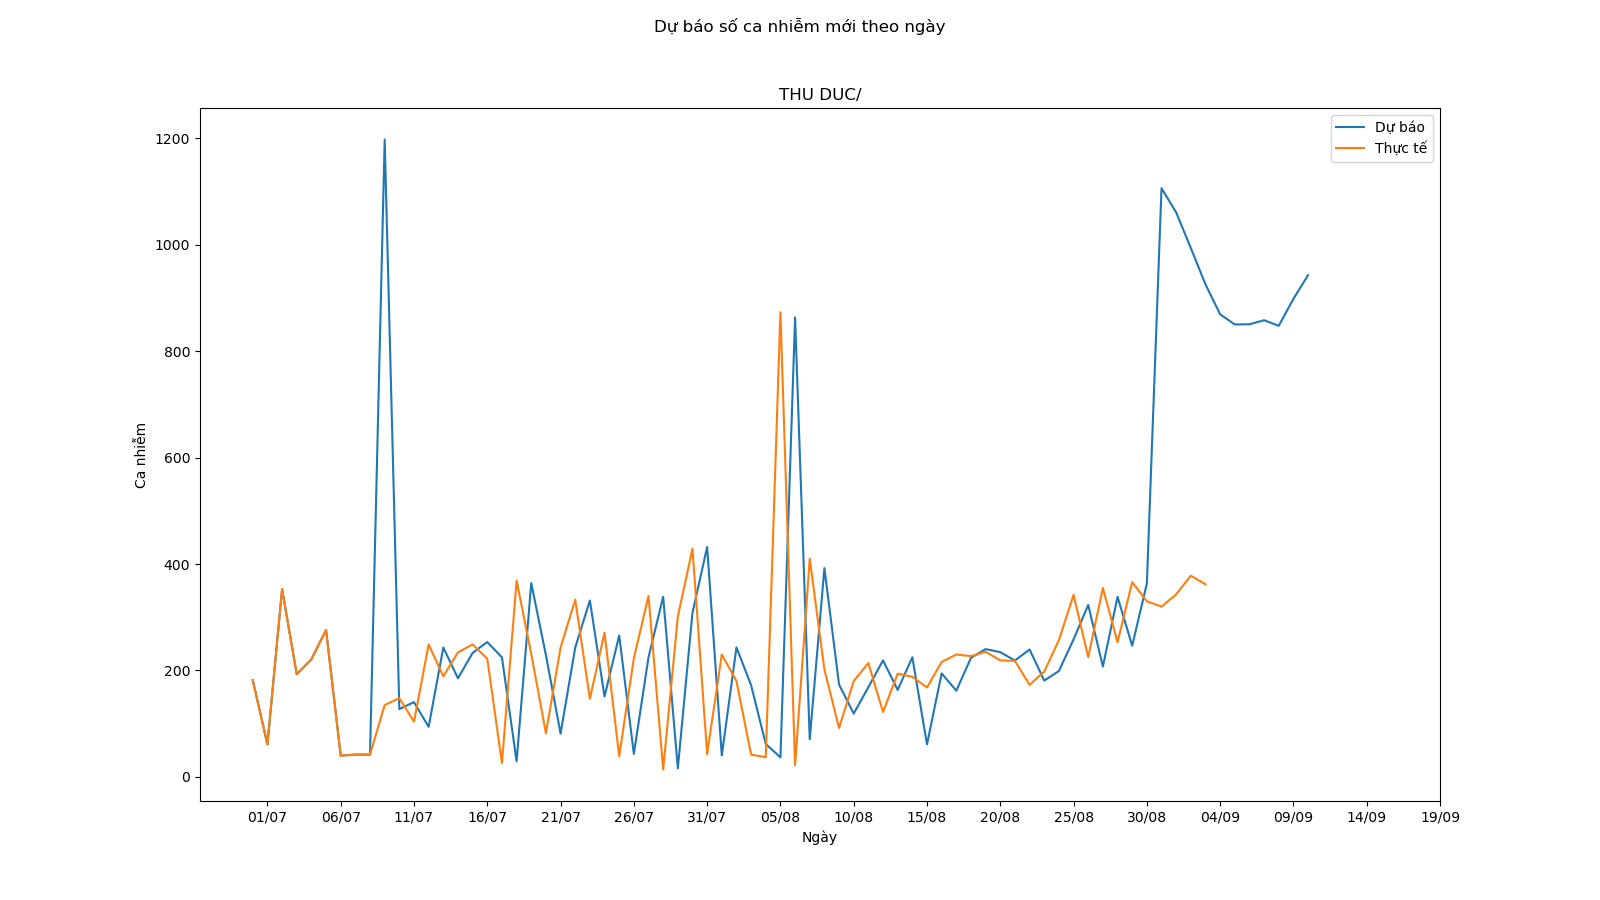 Dự báo số ca nhiễm mới theo ngày
THU DUC/
Dự báo
Thực tế
Ca nhiễm
1200
1000
800
600
400
200
0
01/07 06/07 11/07 16/07 21/07 26/07 31/07 05/08 10/08 15/08 20/08 25/08 30/08 04/09 09/09 14/09 19/09
Ngày